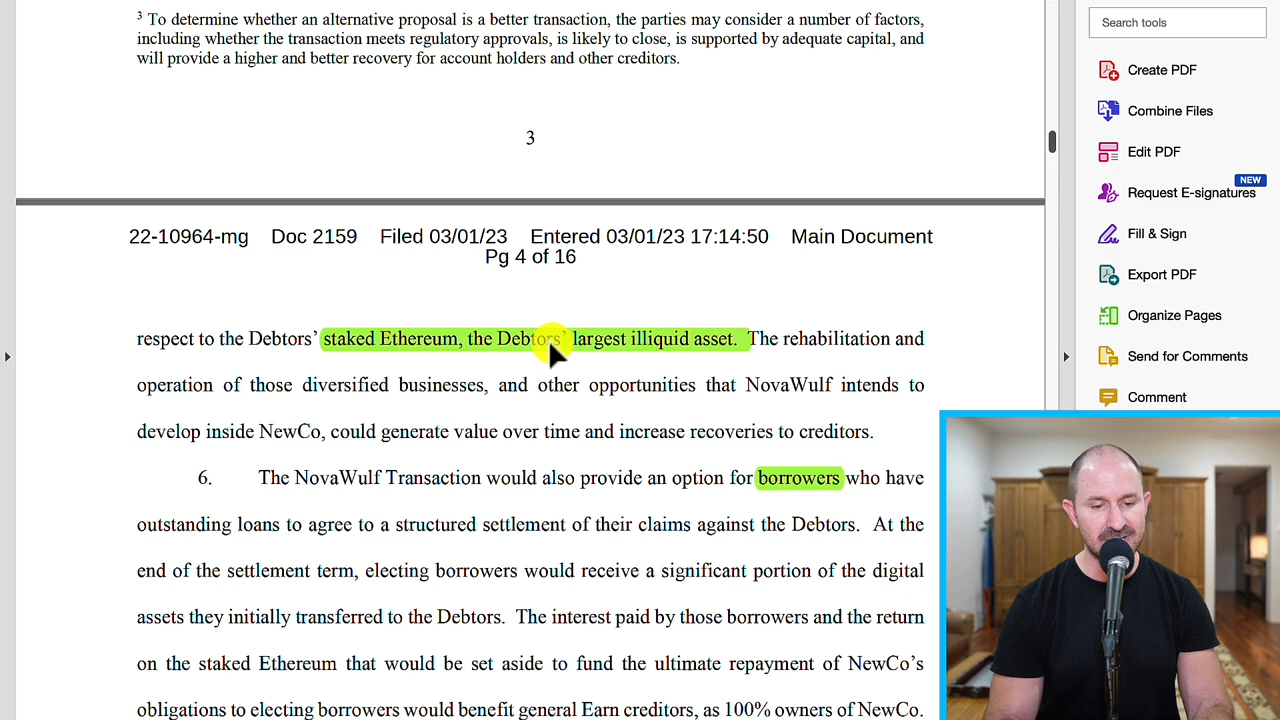 3 To determine whether an alternative proposal is a better transaction, the parties may consider a number of factors,
including whether the transaction meets regulatory approvals, is likely to close, is supported by adequate capital, and
will provide a higher and better recovery for account holders and other creditors.
3
22-10964-mg Doc 2159 Filed 03/01/23 Entered 03/01/23 17:14:50 Main Document
Pg 4 of 16
respect to the Debtors’ staked Ethereum, the Debtors’ largest illiquid asset. The rehabilitation and
operation of those diversified businesses, and other opportunities that NovaWulf intends to
develop inside NewCo, could generate value over time and increase recoveries to creditors.
6. The NovaWulf Transaction would also provide an option for borrowers who have
outstanding loans to agree to a structured settlement of their claims against the Debtors. At the
end of the settlement term, electing borrowers would receive a significant portion of the digital
assets they initially transferred to the Debtors. The interest paid by those borrowers and the return
on the staked Ethereum that would be set aside to fund the ultimate repayment of NewCo’s
obligations to electing borrowers would benefit general Earn creditors, as 100% owners of NewCo.
Search tools
Create PDF
Combine Files
Edit PDF
NEW
Request E-signatures
Fill & Sign
Export PDF
Organize Pages
Send for Comments
Comment